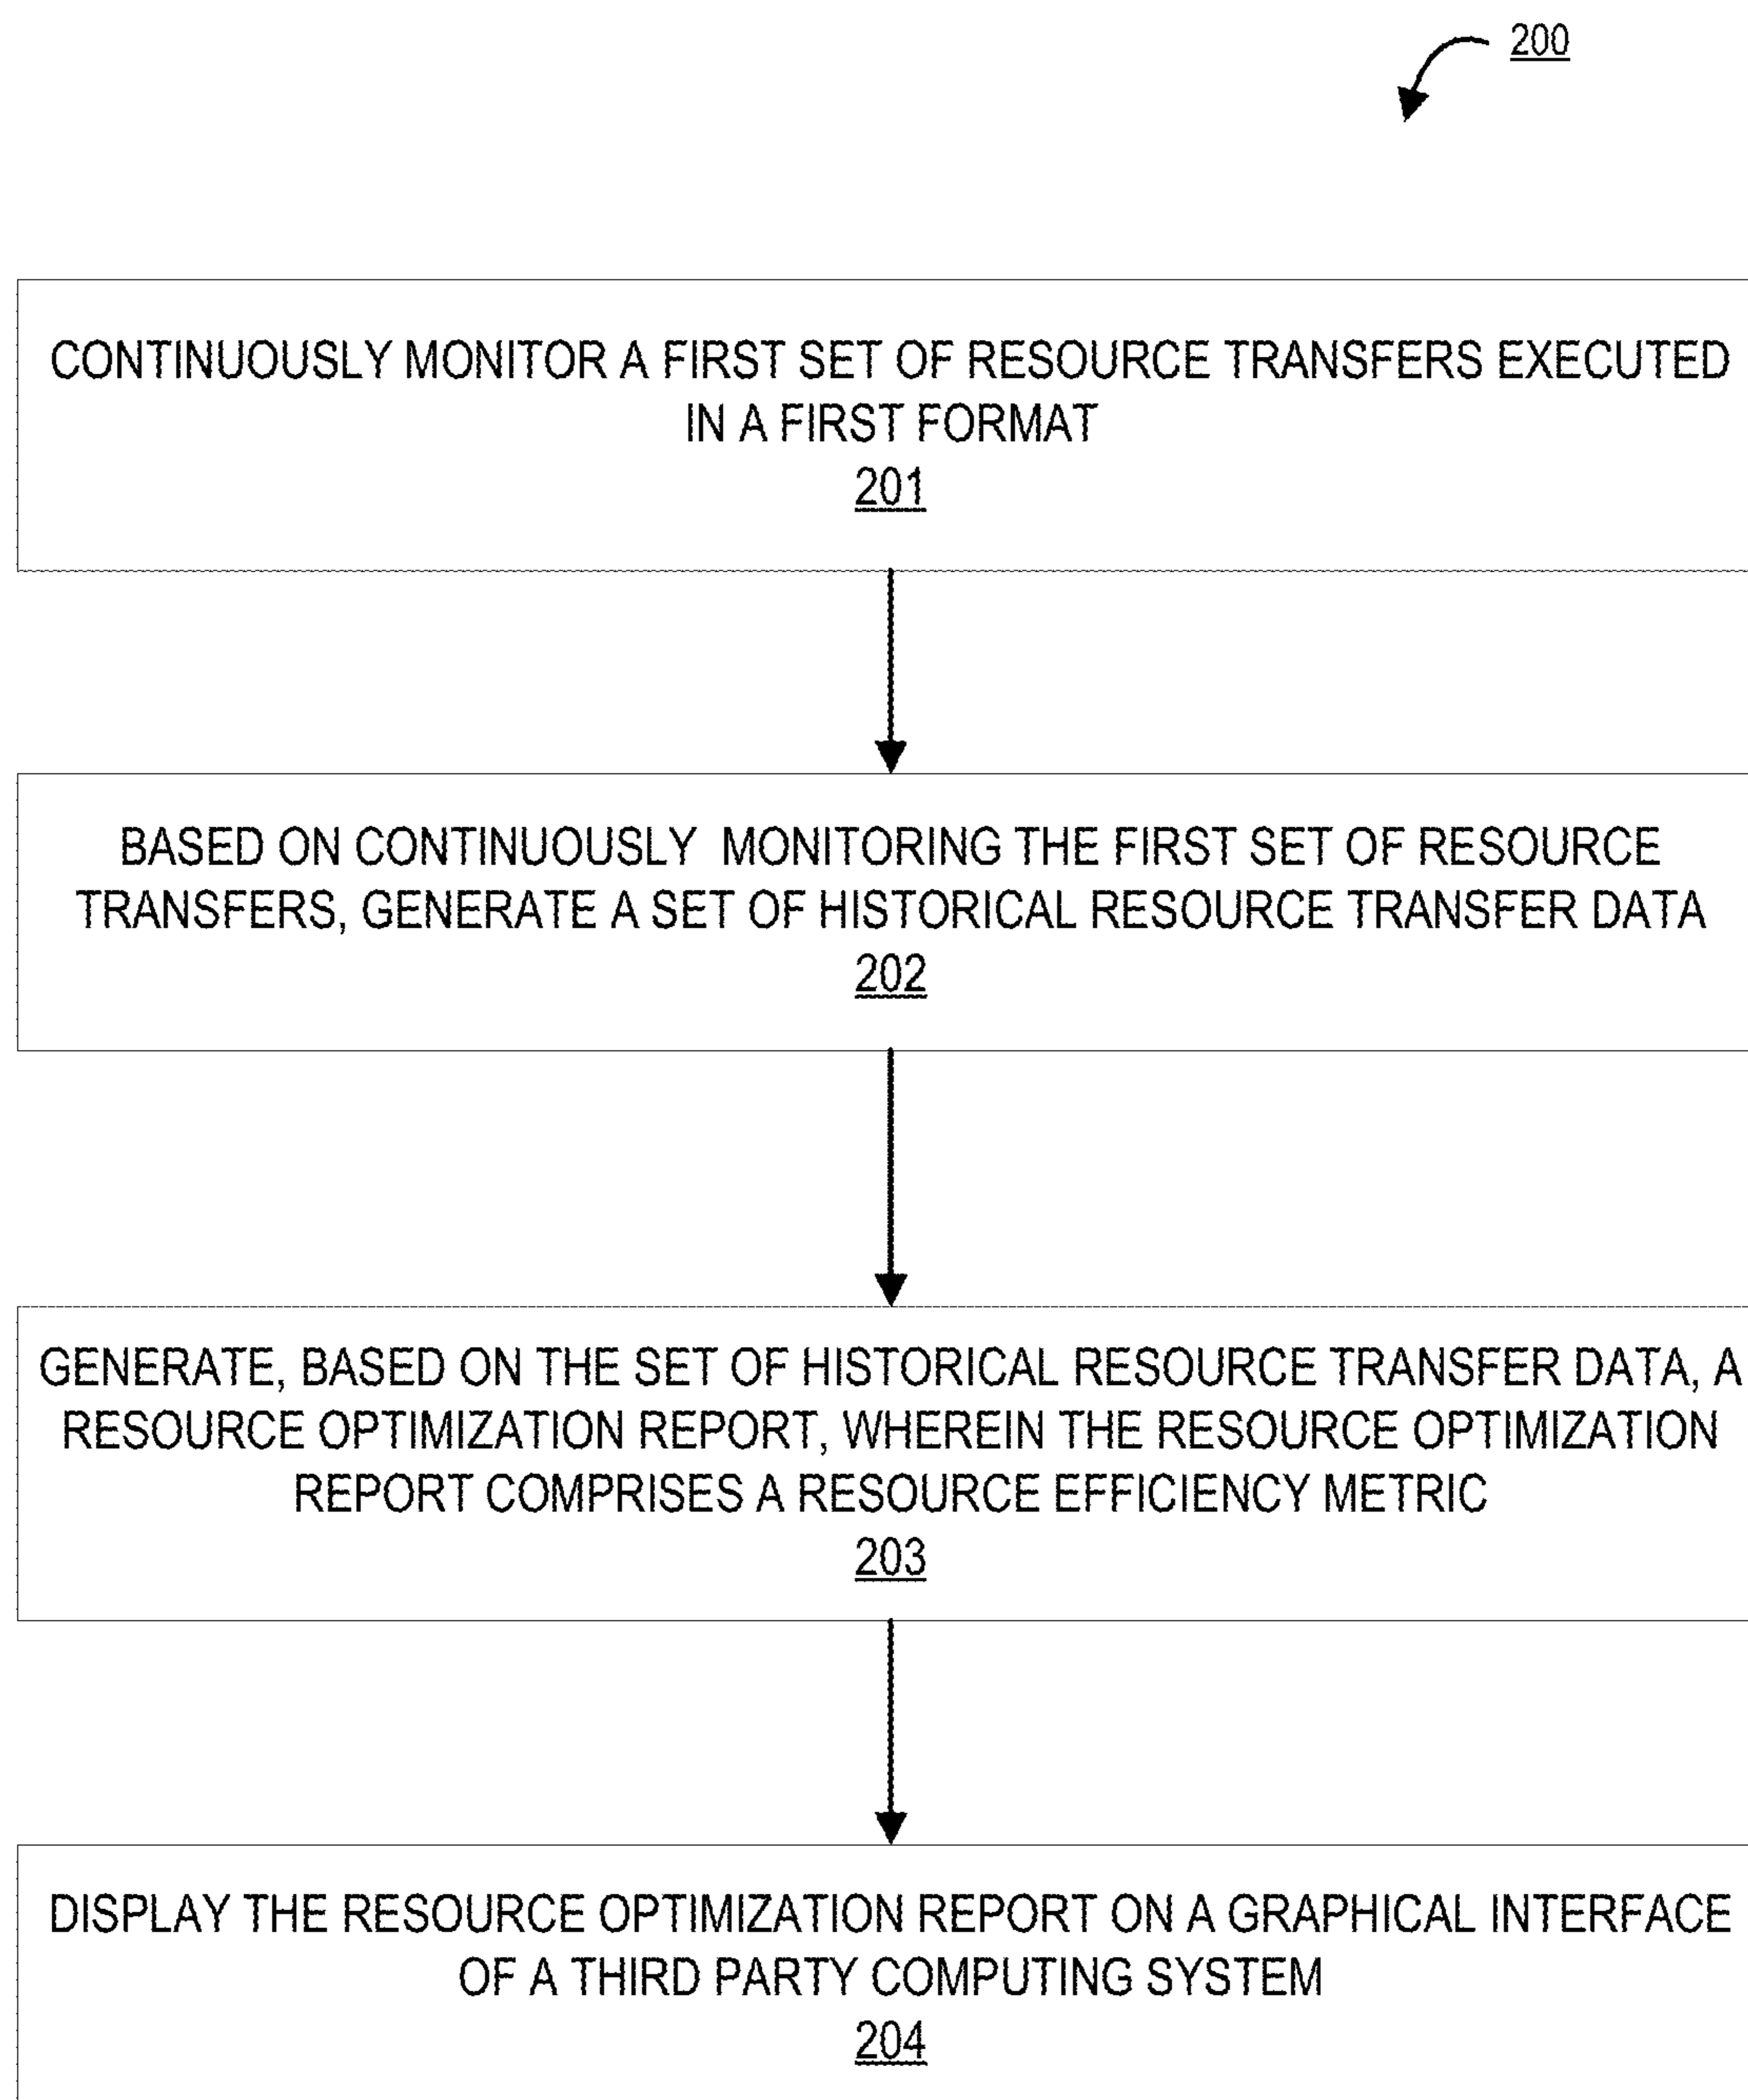 200
CONTINUOUSLY MONITOR A FIRST SET OF RESOURCE TRANSFERS EXECUTED
IN A FIRST FORMAT
201
BASED ON CONTINUOUSLY MONITORING THE FIRST SET OF RESOURCE
TRANSFERS, GENERATE A SET OF HISTORICAL RESOURCE TRANSFER DATA
202
GENERATE, BASED ON THE SET OF HISTORICAL RESOURCE TRANSFER DATA, A
RESOURCE OPTIMIZATION REPORT, WHEREIN THE RESOURCE OPTIMIZATION
REPORT COMPRISES A RESOURCE EFFICIENCY METRIC
203
DISPLAY THE RESOURCE OPTIMIZATION REPORT ON A GRAPHICAL INTERFACE
OF A THIRD PARTY COMPUTING SYSTEM
204